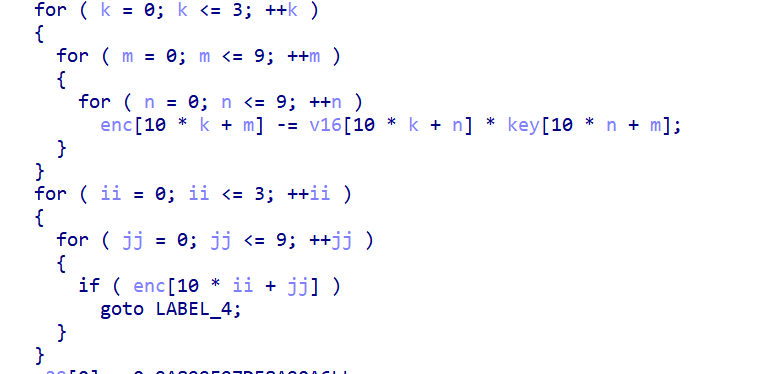 for ( k = 0; k <= 3; ++k )
{
for ( m = 0; m <= 9; ++m )
{
for ( n = 0; n <= 9; ++n )
enc[10 * k + m] -= v16[10 * k + n] * key[10 * n + m];
}
}
for ( ii = 0; ii <= 3; ++ii )
{
for ( jj = 0; jj <= 9; ++jj )
{
if ( enc[10 * ii + jj] )
goto LABEL_4;
}
}